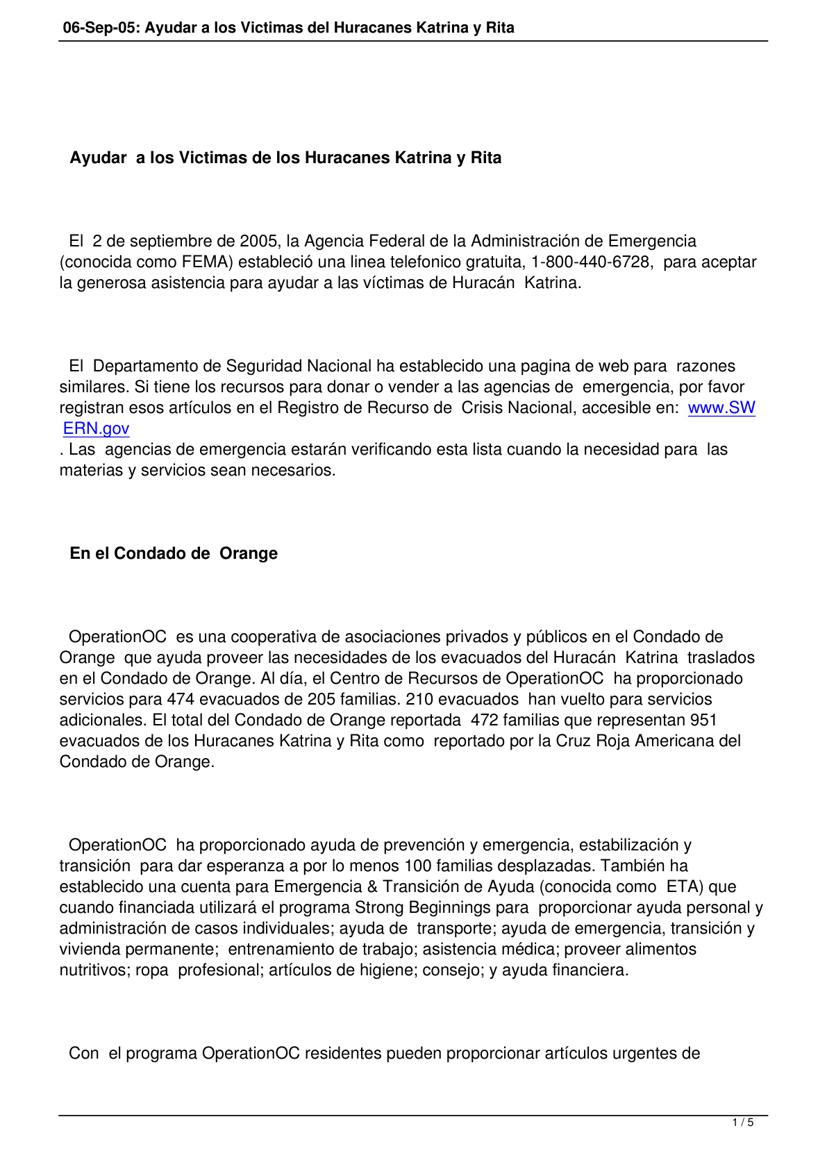 06-Sep-05: Ayudar a los Victimas del Huracanes Katrina y Rita
Ayudar a los Victimas de los Huracanes Katrina y Rita
El 2 de septiembre de 2005, la Agencia Federal de la Administración de Emergencia
(conocida como FEMA) estableció una linea telefonico gratuita, 1-800-440-6728, para aceptar
la generosa asistencia para ayudar a las víctimas de Huracán Katrina.
El Departamento de Seguridad Nacional ha establecido una pagina de web para razones
similares. Si tiene los recursos para donar o vender a las agencias de emergencia, por favor
registran esos artículos en el Registro de Recurso de Crisis Nacional, accesible en: www.SW
ERN.gov
. Las agencias de emergencia estarán verificando esta lista cuando la necesidad para las
materias y servicios sean necesarios.
En el Condado de Orange
OperationOC es una cooperativa de asociaciones privados y públicos en el Condado de
Orange que ayuda proveer las necesidades de los evacuados del Huracán Katrina traslados
en el Condado de Orange. Al día, el Centro de Recursos de OperationOC ha proporcionado
servicios para 474 evacuados de 205 familias. 210 evacuados han vuelto para servicios
adicionales. El total del Condado de Orange reportada 472 familias que representan 951
evacuados de los Huracanes Katrina y Rita como reportado por la Cruz Roja Americana del
Condado de Orange.
OperationOC ha proporcionado ayuda de prevención y emergencia, estabilización y
transición para dar esperanza a por lo menos 100 familias desplazadas. También ha
establecido una cuenta para Emergencia & Transición de Ayuda (conocida como ETA) que
cuando financiada utilizará el programa Strong Beginnings para proporcionar ayuda personal y
administración de casos individuales; ayuda de transporte; ayuda de emergencia, transición y
vivienda permanente; entrenamiento de trabajo; asistencia médica; proveer alimentos
nutritivos; ropa profesional; artículos de higiene; consejo; y ayuda financiera.
Con el programa OperationOC residentes pueden proporcionar artículos urgentes de
1 / 5